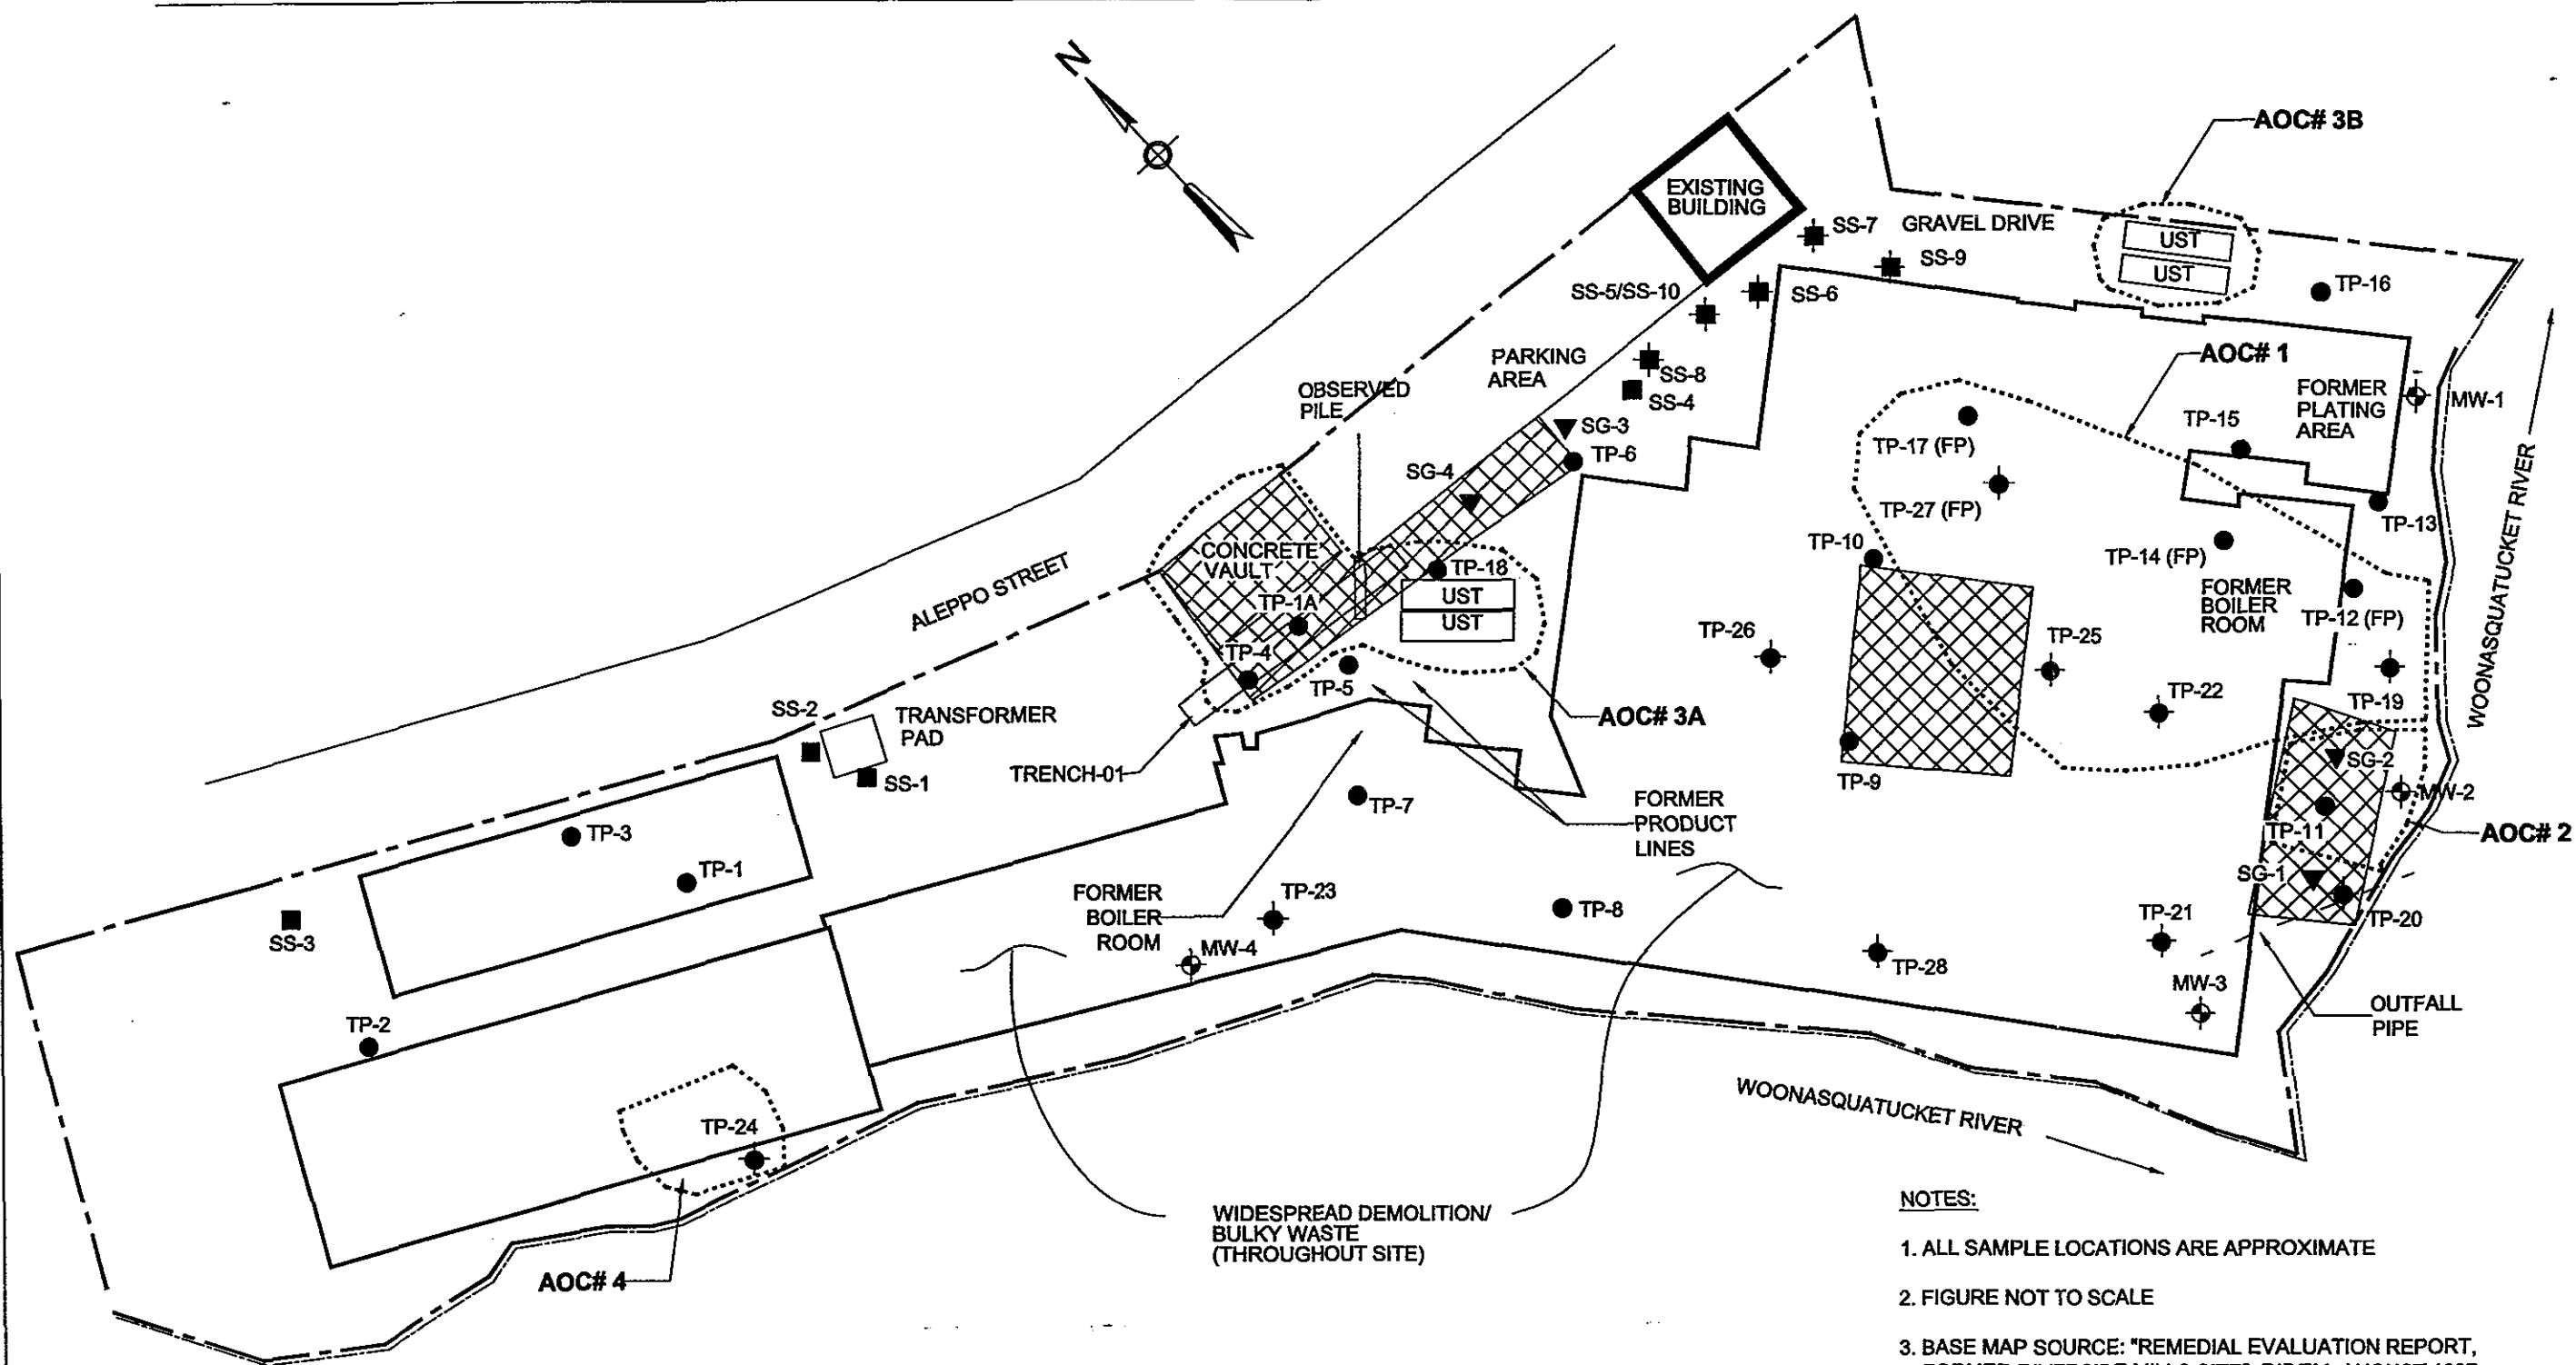 N
AOC# 3B
EXISTING
BUILDING
SS-7
GRAVEL DRIVE
UST
UST
SS-9
SS-5/SS-10
SS-6
TP-16
PARKING
AREA
AOC# 1
SS-8
SS-4
OBSERVED
PILE
FORMER
PLATING
AREA
MW-1
TP-15
TP-17 (FP)
SG-3
TP-6
SG-4
TP-27 (FP)
TP-13
WOONASQUATUCKET RIVER
CONCRETE
VAULT
TP-10
TP-14 (FP)
TP-18
UST
UST
ALEPPO STREET
TP-1A
FORMER
BOILER
ROOM
TP-12 (FP)
TP-26
TP-25
TP-4
TP-5
TP-19
TP-22
AOC# 3A
SS-2
TRANSFORMER
PAD
SS-1
TRENCH-01
SG-2
MW-2
TP-9
TP-7
FORMER
PRODUCT
LINES
TP-11
AOC# 2
TP-3
TP-1
SG-1
FORMER
BOILER
ROOM
TP-23
TP-8
TP-20
TP-21
SS-3
MW-4
TP-28
MW-3
OUTFALL
PIPE
TP-2
WOONASQUATUCKET RIVER
TP-24
AOC# 4
WIDESPREAD DEMOLITION/
BULKY WASTE
(THROUGHOUT SITE)
NOTES:
1. ALL SAMPLE LOCATIONS ARE APPROXIMATE
2. FIGURE NOT TO SCALE
3. BASE MAP SOURCE: "REMEDIAL EVALUATION REPORT,